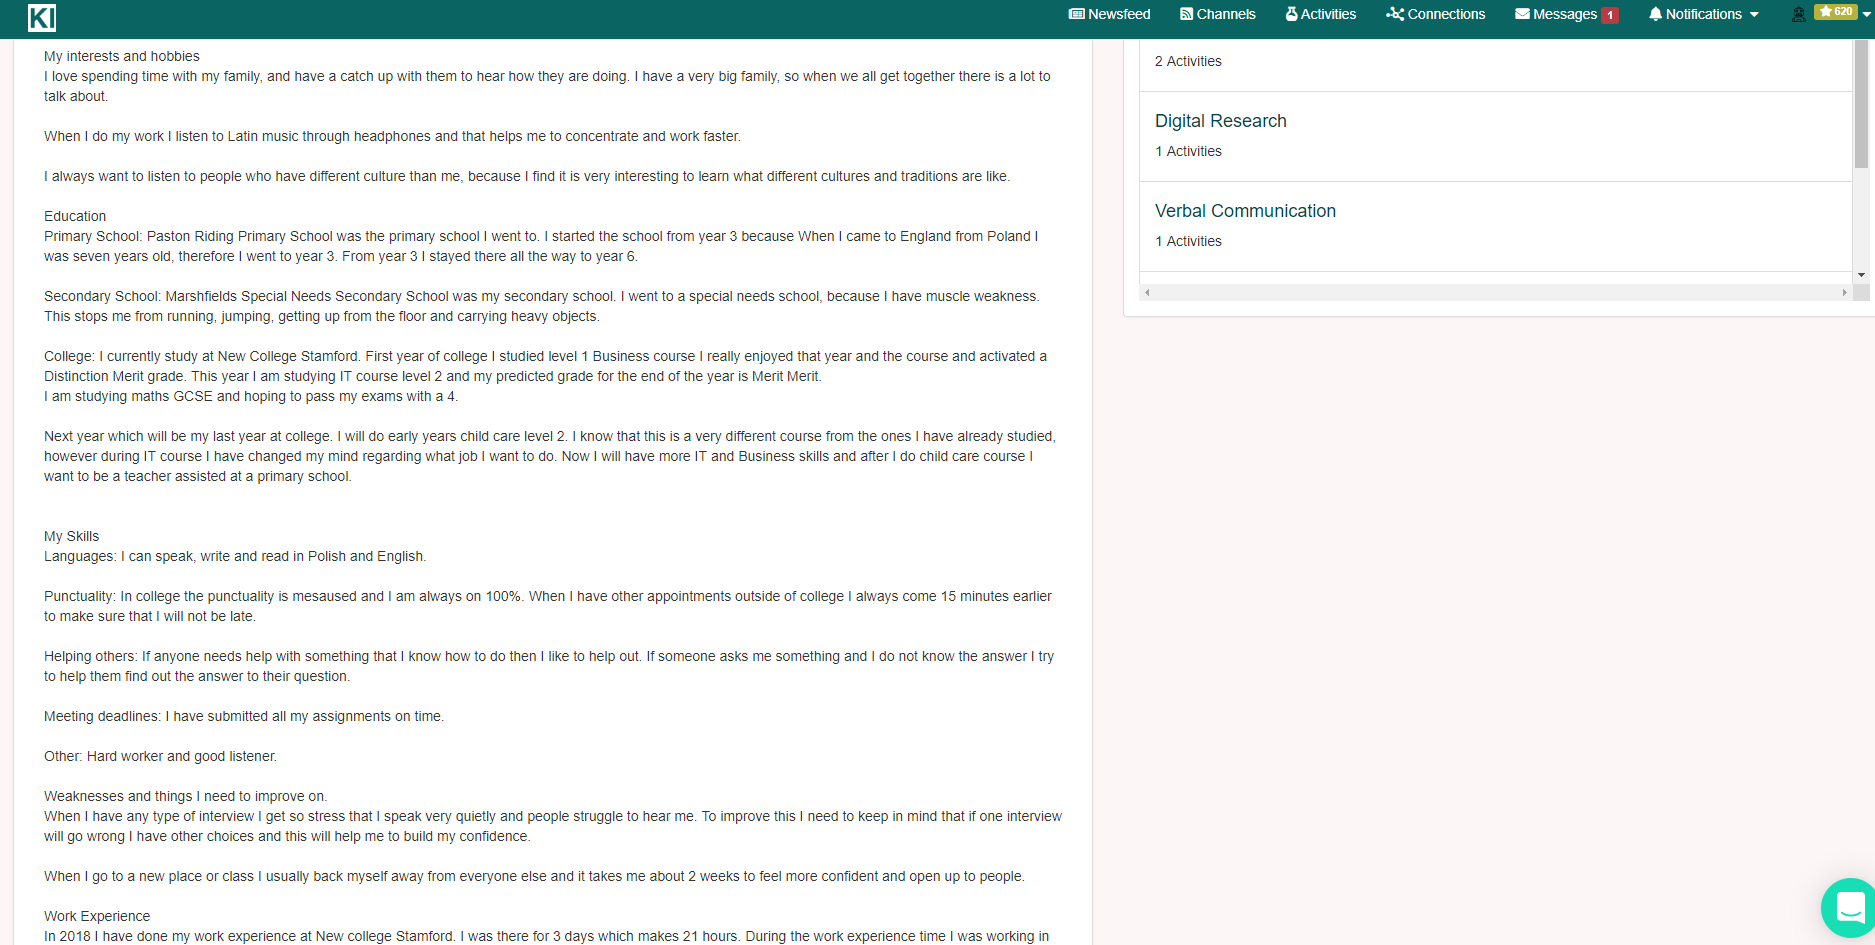 KI
Newsfeed
Channels
Activities
Connections
Messages 1
Notifications
620
My interests and hobbies
I love spending time with my family, and have a catch up with them to hear how they are doing. I have a very big family, so when we all get together there is a lot to
talk about.
When I do my work I listen to Latin music through headphones and that helps me to concentrate and work faster.
I always want to listen to people who have different culture than me, because I find it is very interesting to learn what different cultures and traditions are like.
Education
Primary School: Paston Riding Primary School was the primary school I went to. I started the school from year 3 because When I came to England from Poland I
was seven years old, therefore I went to year 3. From year 3 I stayed there all the way to year 6.
Secondary School: Marshfields Special Needs Secondary School was my secondary school. I went to a special needs school, because I have muscle weakness.
This stops me from running, jumping, getting up from the floor and carrying heavy objects.
College: I currently study at New College Stamford. First year of college I studied level 1 Business course I really enjoyed that year and the course and activated a
Distinction Merit grade. This year I am studying IT course level 2 and my predicted grade for the end of the year is Merit Merit.
I am studying maths GCSE and hoping to pass my exams with a 4.
Next year which will be my last year at college. I will do early years child care level 2. I know that this is a very different course from the ones I have already studied,
however during IT course I have changed my mind regarding what job I want to do. Now I will have more IT and Business skills and after I do child care course I
want to be a teacher assisted at a primary school.
My Skills
Languages: I can speak, write and read in Polish and English.
Punctuality: In college the punctuality is mesaused and I am always on 100%. When I have other appointments outside of college I always come 15 minutes earlier
to make sure that I will not be late.
Helping others: If anyone needs help with something that I know how to do then I like to help out. If someone asks me something and I do not know the answer I try
to help them find out the answer to their question.
Meeting deadlines: I have submitted all my assignments on time.
Other: Hard worker and good listener.
Weaknesses and things I need to improve on.
When I have any type of interview I get so stress that I speak very quietly and people struggle to hear me. To improve this I need to keep in mind that if one interview
will go wrong I have other choices and this will help me to build my confidence.
When I go to a new place or class I usually back myself away from everyone else and it takes me about 2 weeks to feel more confident and open up to people.
Work Experience
In 2018 I have done my work experience at New college Stamford. I was there for 3 days which makes 21 hours. During the work experience time I was working in
2 Activities
Digital Research
1 Activities
Verbal Communication
1 Activities